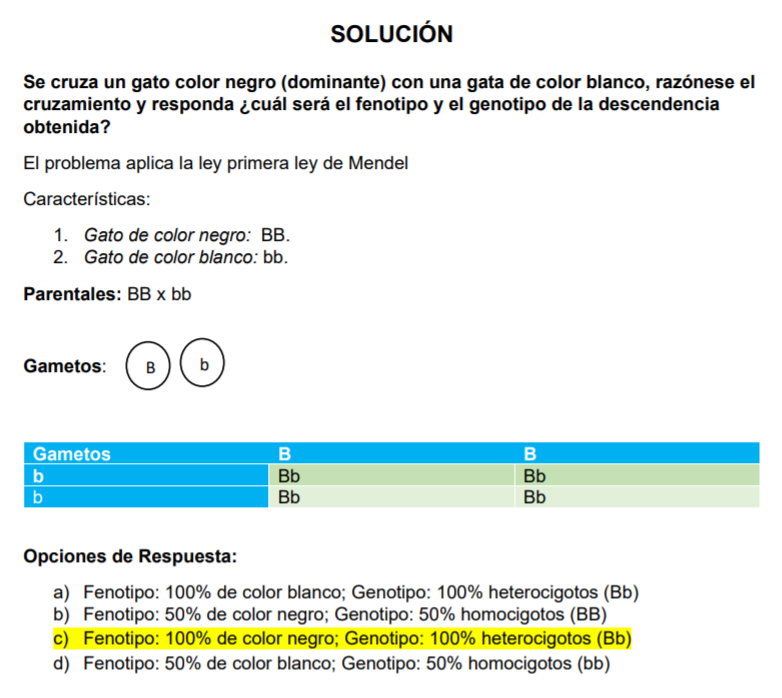 SOLUCIÓN
Se cruza un gato color negro (dominante) con una gata de color blanco, razónese el
cruzamiento y responda ¿cuál será el fenotipo y el genotipo de la descendencia
obtenida?
El problema aplica la ley primera ley de Mendel
Características:
1. Gato de color negro: BB.
2. Gato de color blanco: bb.
Parentales: BB x bb
Gametos: B b
Gametos B B
b Bb Bb
b Bb Bb
Opciones de Respuesta:
a) Fenotipo: 100% de color blanco; Genotipo: 100% heterocigotos (Bb)
b) Fenotipo: 50% de color negro; Genotipo: 50% homocigotos (BB)
c) Fenotipo: 100% de color negro; Genotipo: 100% heterocigotos (Bb)
d) Fenotipo: 50% de color blanco; Genotipo: 50% homocigotos (bb)